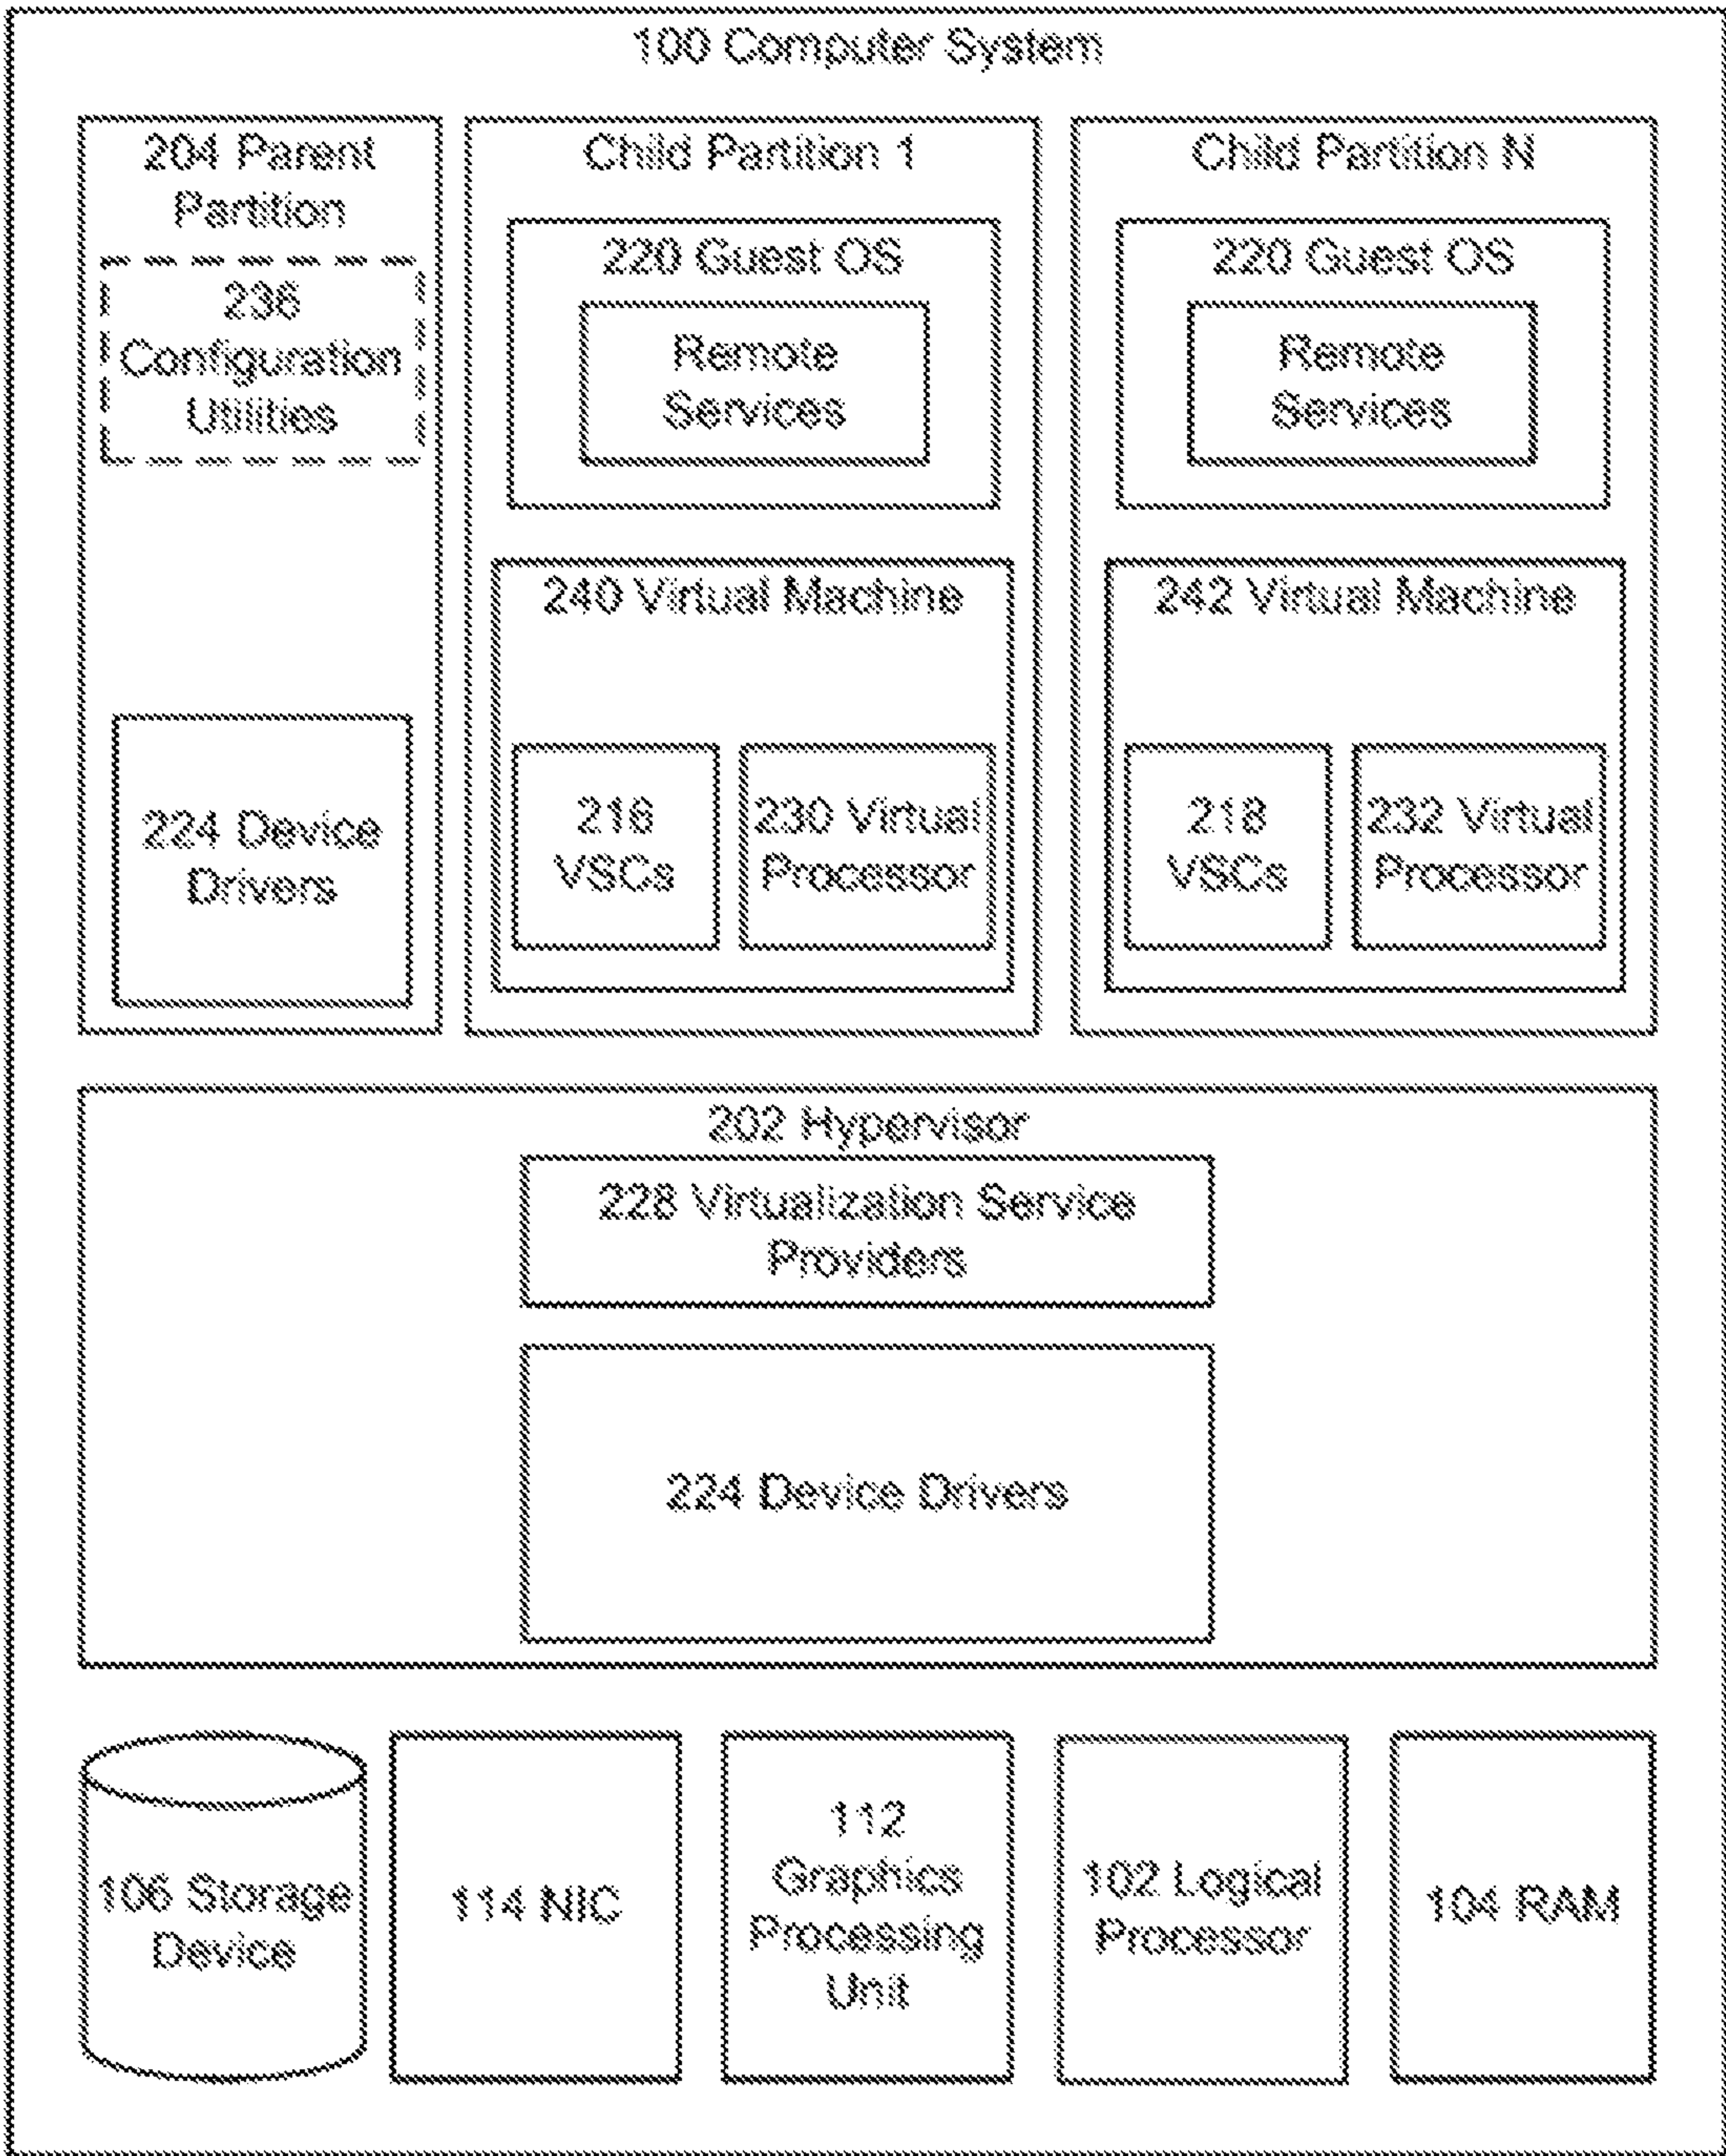 100 Computer System
204 Parent
Partition
236
Configuration
Utilities
224 Device
Drivers
Child Partition 1
220 Guest OS
Remote
Services
240 Virtual Machine
216
VSCs
230 Virtual
Processor
Child Partition N
220 Guest OS
Remote
Services
242 Virtual Machine
218
VSCs
232 Virtual
Processor
202 Hypervisor
228 Virtualization Service
Providers
224 Device Drivers
106 Storage
Device
114 NIC
112
Graphics
Processing
Unit
102 Logical
Processor
104 RAM